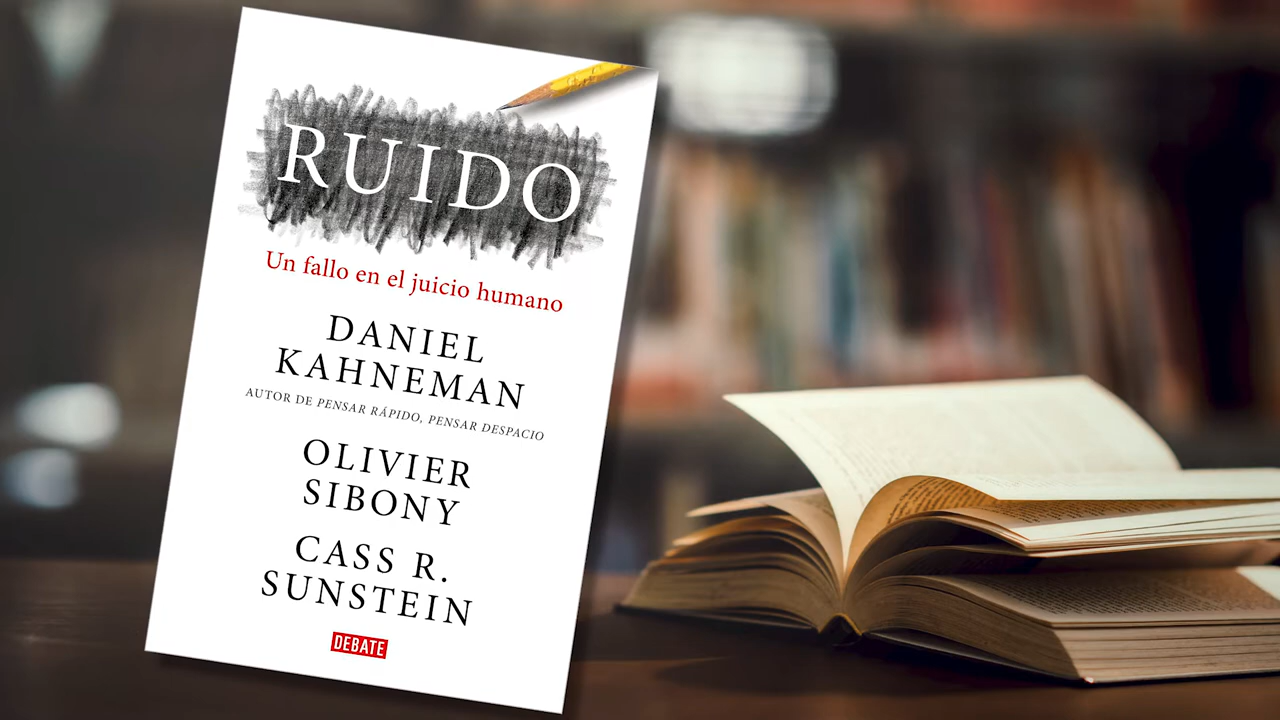 RUIDO
Un fallo en el juicio humano
DANIEL
KAHNEMAN
AUTOR DE PENSAR RÁPIDO, PENSAR DESPACIO
OLIVIER
SIBONY
CASS R.
SUNSTEIN
DEBATE